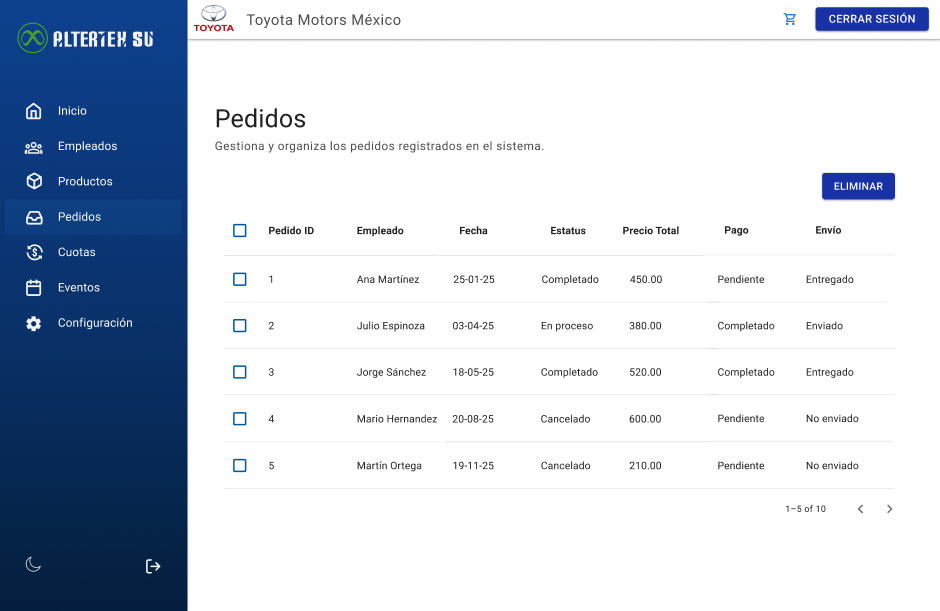 ALTERTEX SU
TOYOTA
Toyota Motors México
CERRAR SESIÓN
Inicio
Empleados
Productos
Pedidos
Cuotas
Eventos
Configuración
Pedidos
Gestiona y organiza los pedidos registrados en el sistema.
ELIMINAR
Pedido ID Empleado Fecha Estatus Precio Total Pago Envío
1 Ana Martínez 25-01-25 Completado 450.00 Pendiente Entregado
2 Julio Espinoza 03-04-25 En proceso 380.00 Completado Enviado
3 Jorge Sánchez 18-05-25 Completado 520.00 Completado Entregado
4 Mario Hernandez 20-08-25 Cancelado 600.00 Pendiente No enviado
5 Martín Ortega 19-11-25 Cancelado 210.00 Pendiente No enviado
1–5 of 10